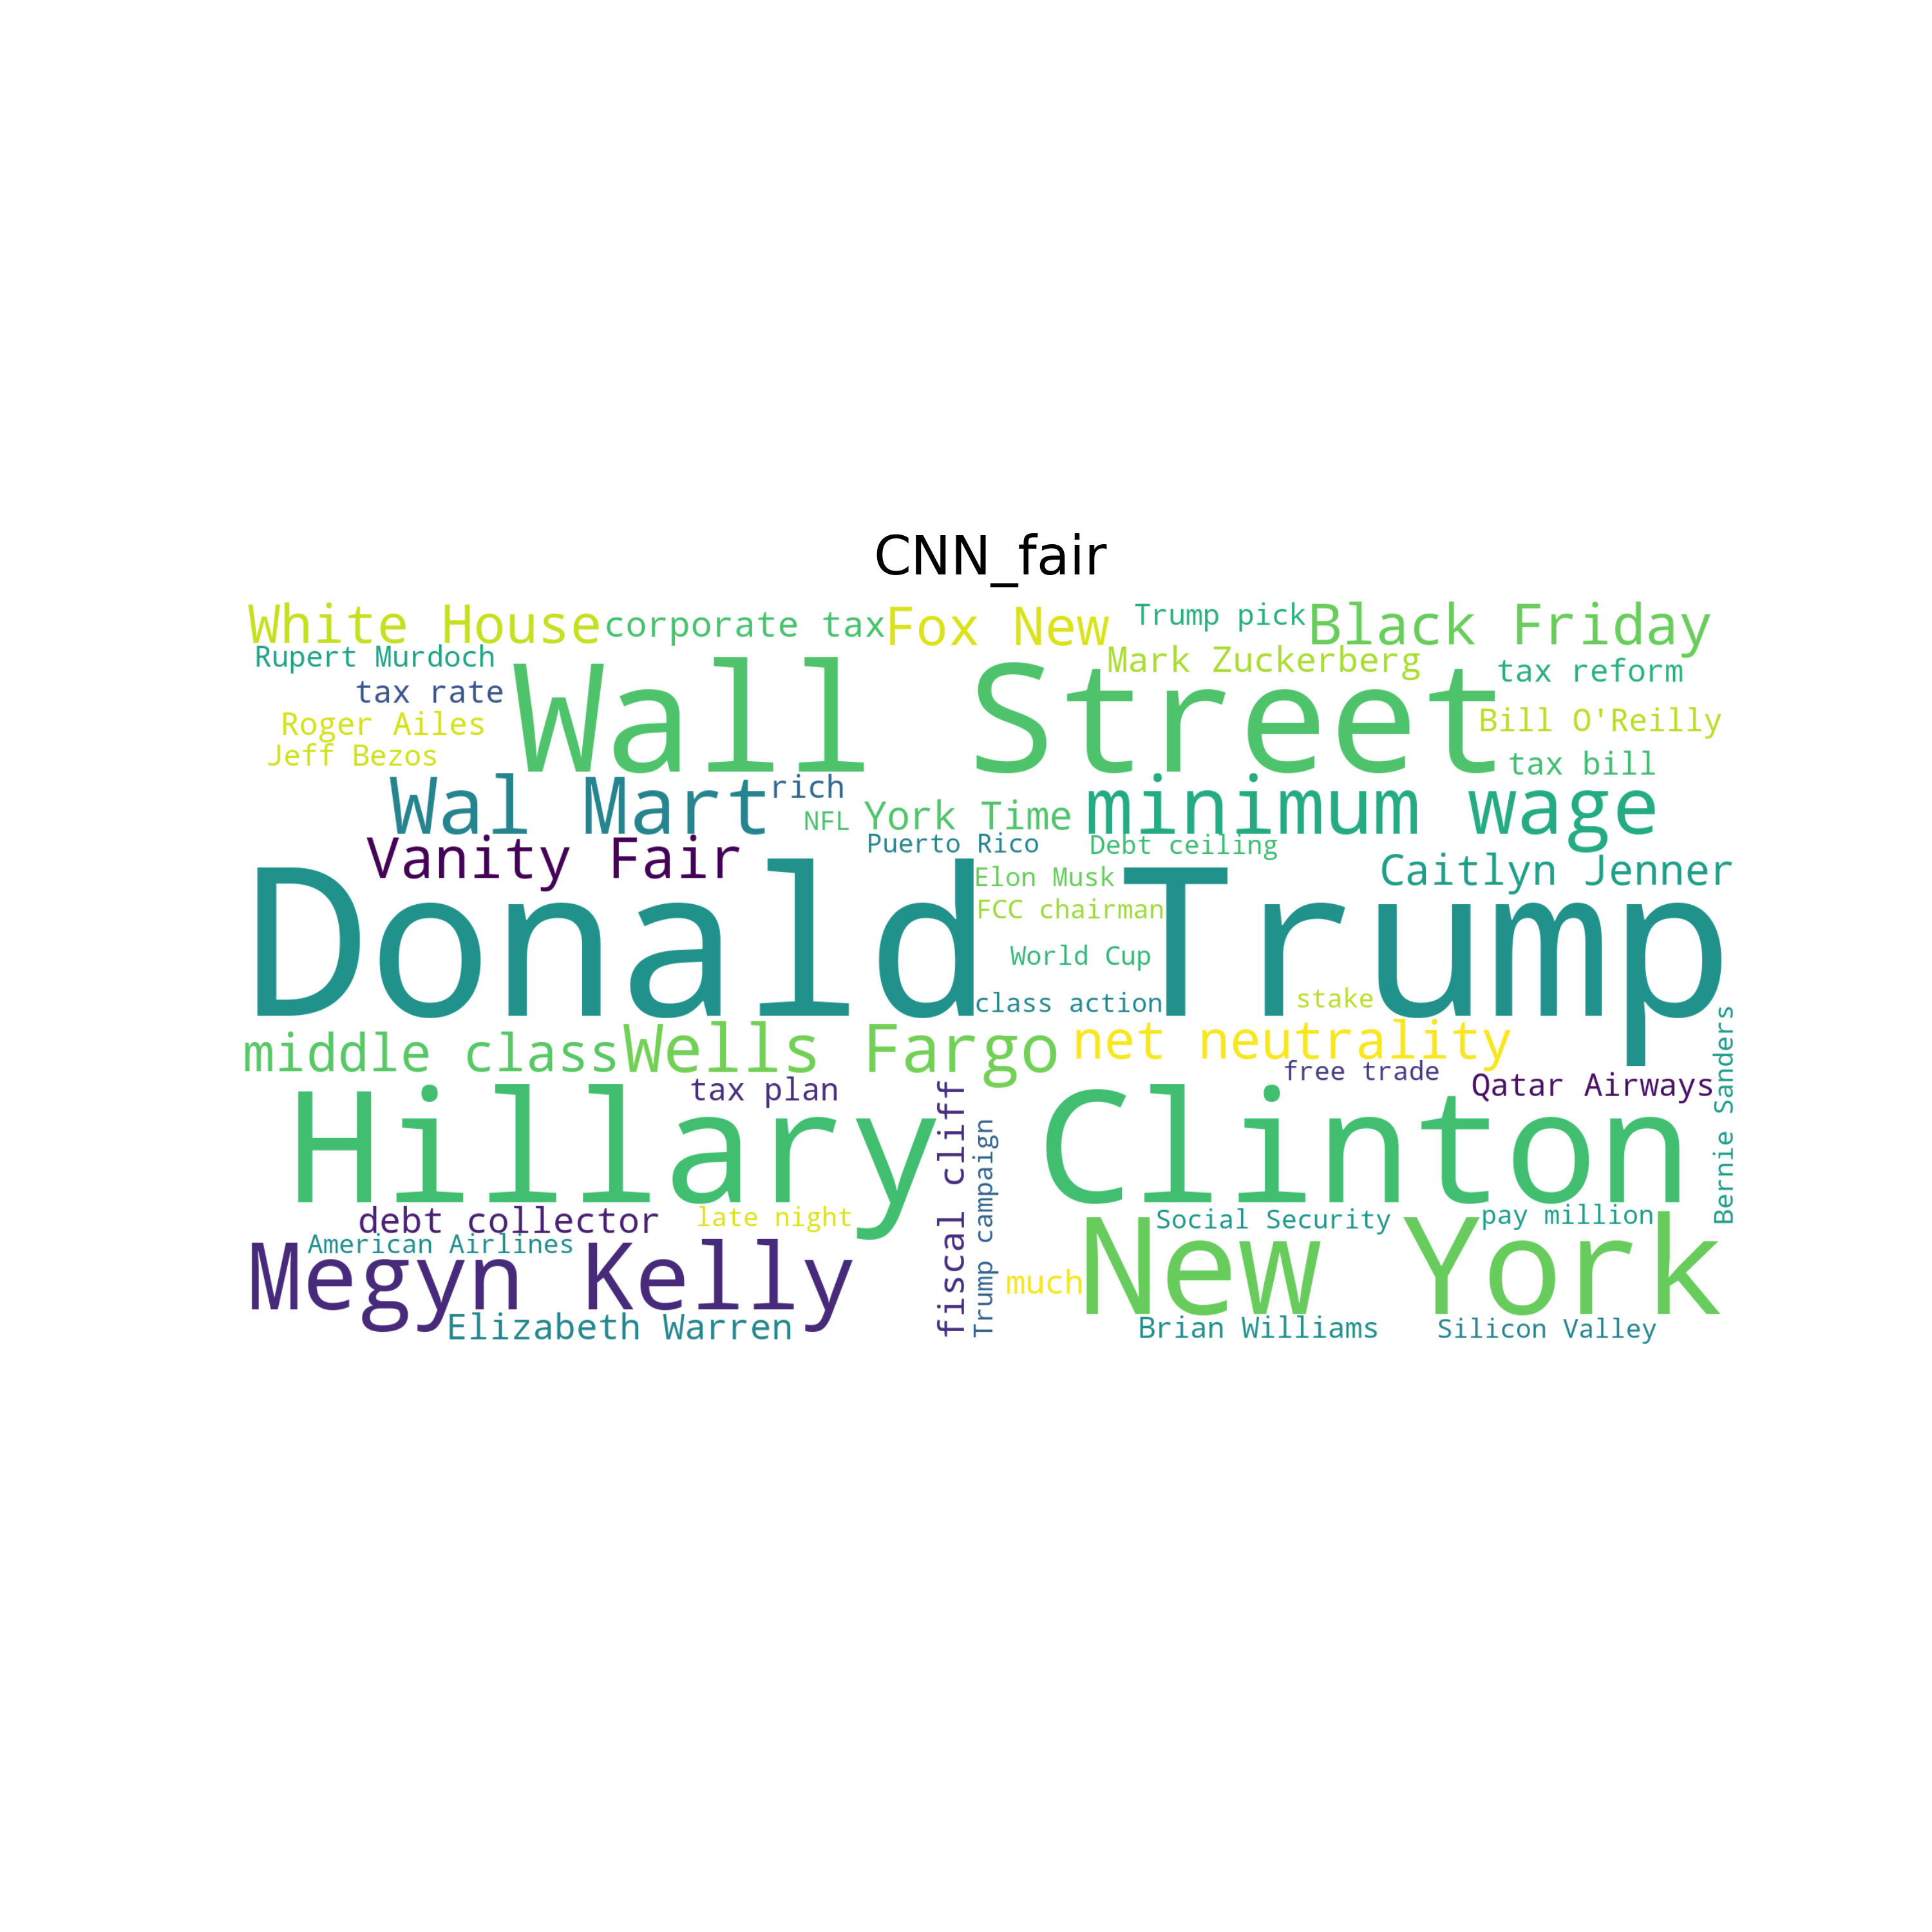 CNN_fair
White House
corporate tax
Fox New
Trump pick
Black Friday
Rupert Murdoch
Mark Zuckerberg
tax reform
tax rate
Wall Street
Roger Ailes
Bill O'Reilly
Jeff Bezos
tax bill
Wal Mart
rich
NFL
York Time
minimum wage
Puerto Rico
Debt ceiling
Vanity Fair
Caitlyn Jenner
Elon Musk
FCC chairman
Donald Trump
World Cup
class action
stake
middle class
Wells Fargo
net neutrality
free trade
tax plan
Qatar Airways
Bernie Sanders
Hillary Clinton
fiscal cliff
Trump campaign
debt collector
late night
Social Security
pay million
American Airlines
Megyn Kelly
much
New York
Elizabeth Warren
Brian Williams
Silicon Valley